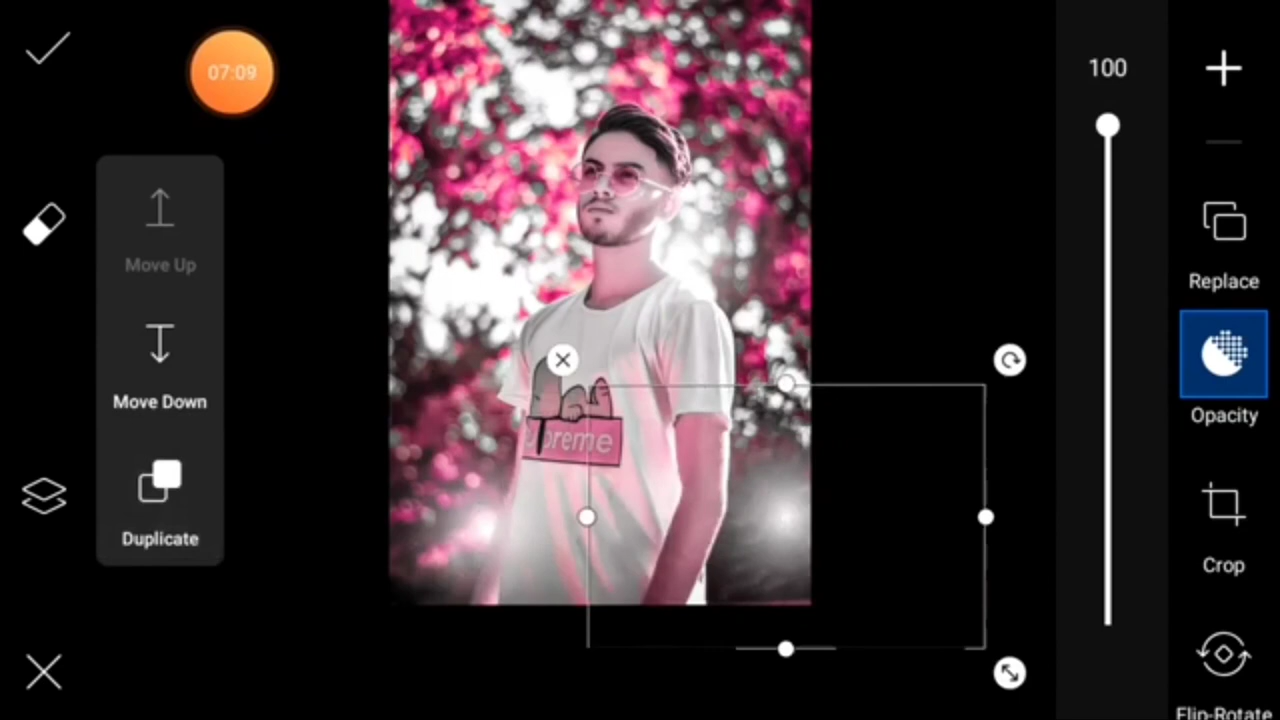 07:09
Move Up
Move Down
Duplicate
preme
100
Replace
Opacity
Crop
Flip-Rotate